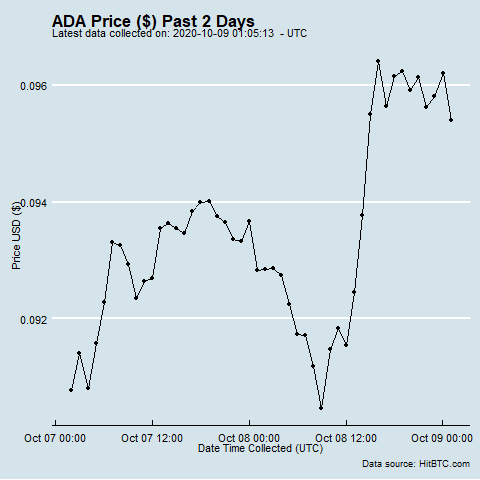 ADA Price ($) Past 2 Days
Latest data collected on: 2020-10-09 01:05:13 - UTC
0.096
0.094
0.092
Price USD ($)
Oct 07 00:00 Oct 07 12:00 Oct 08 00:00 Oct 08 12:00 Oct 09 00:00
Date Time Collected (UTC)
Data source: HitBTC.com